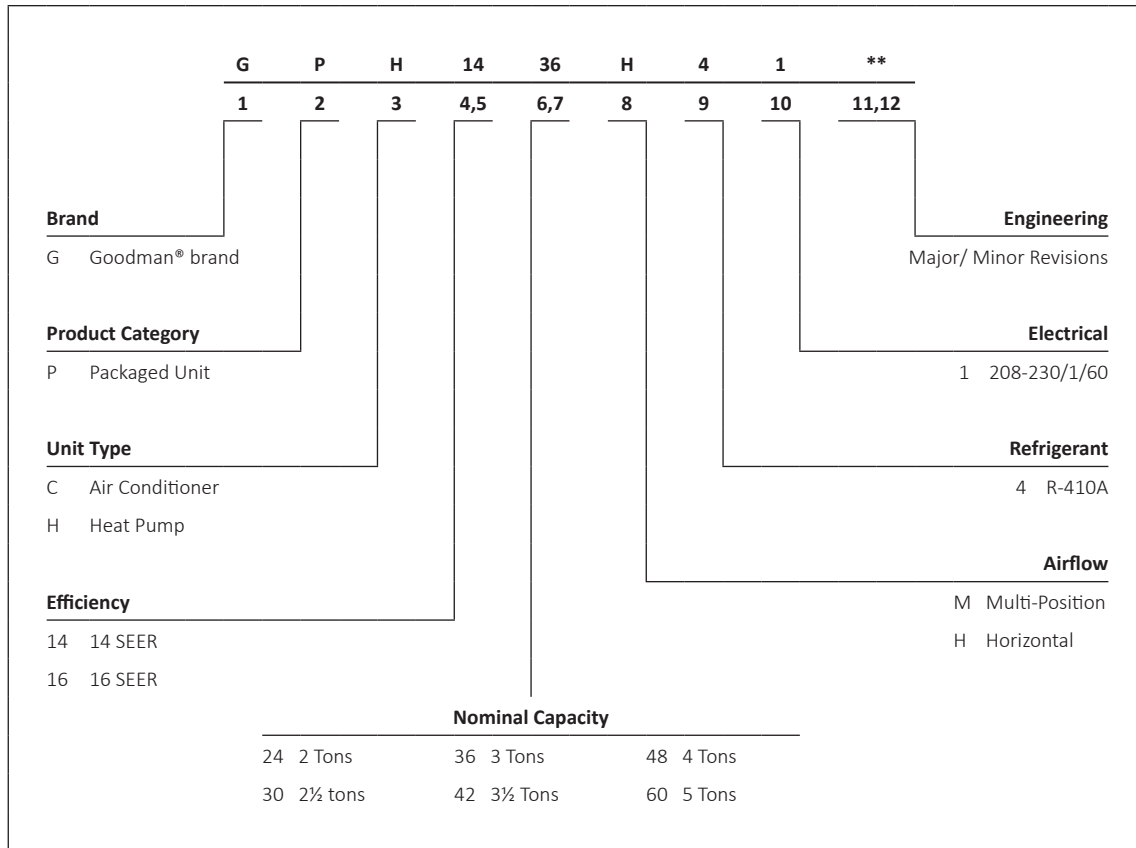 G P H 14 36 H 4 1 **
1 2 3 4,5 6,7 8 9 10 11,12
Brand
G Goodman® brand
Engineering
Major/ Minor Revisions
Product Category
P Packaged Unit
Electrical
1 208-230/1/60
Unit Type
C Air Conditioner
H Heat Pump
Refrigerant
4 R-410A
Airflow
M Multi-Position
H Horizontal
Efficiency
14 14 SEER
16 16 SEER
Nominal Capacity
24 2 Tons 36 3 Tons 48 4 Tons
30 2½ tons 42 3½ Tons 60 5 Tons